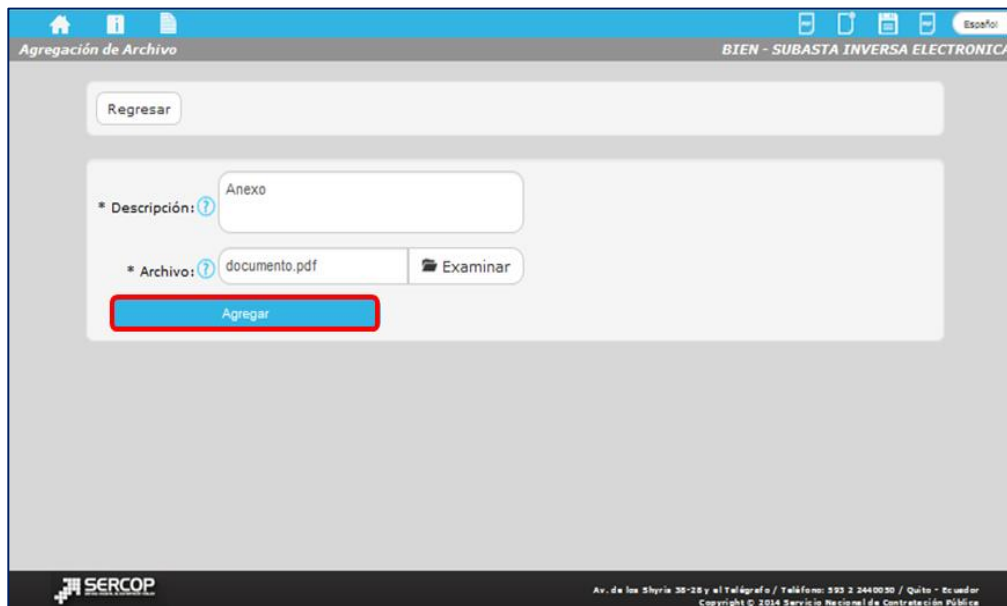 Español
Agregación de Archivo BIEN - SUBASTA INVERSA ELECTRONICA
Regresar
* Descripción: ? Anexo
* Archivo: ? documento.pdf Examinar
Agregar
SERCOP
Av. de los Shyris 38-28 y el Telégrafo / Teléfono: 593 2 2440050 / Quito - Ecuador
Copyright © 2014 Servicio Nacional de Contratación Pública